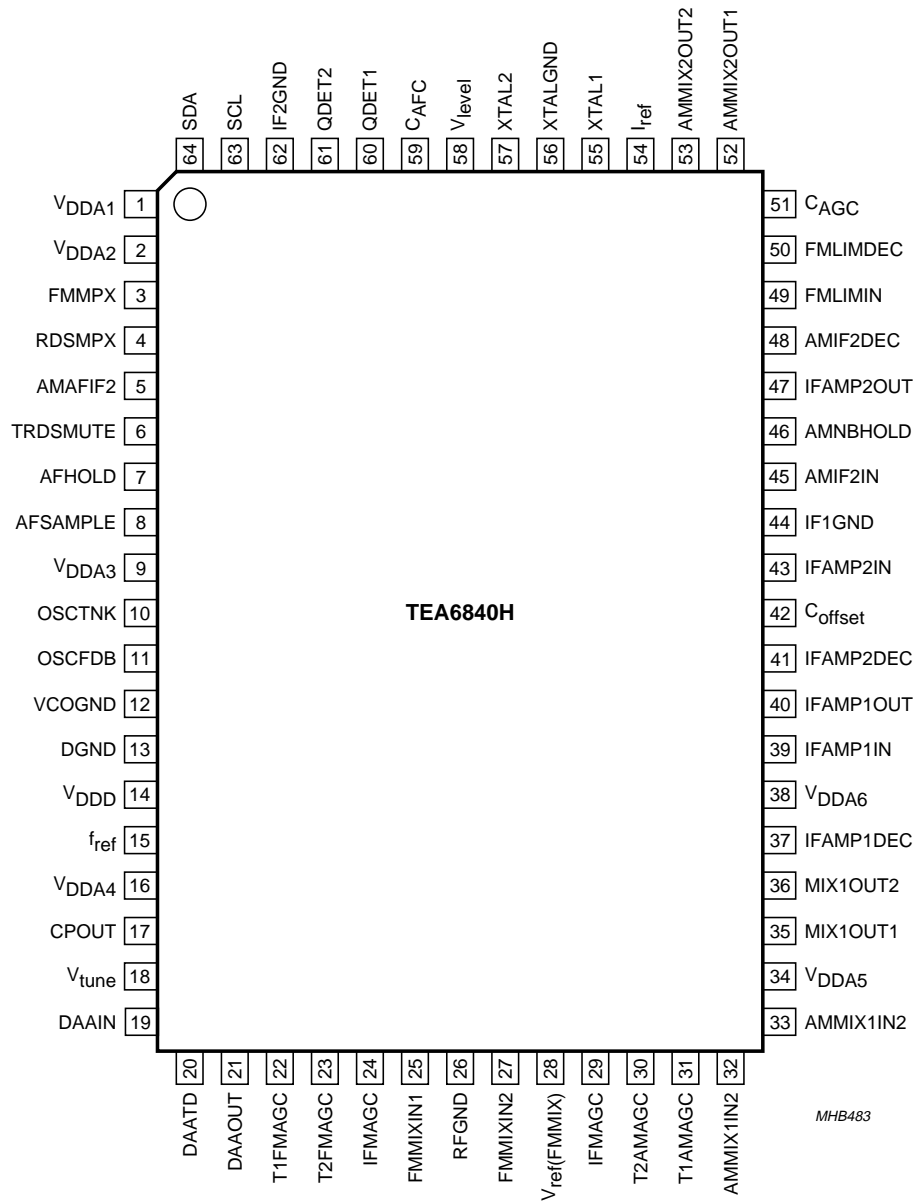 64 SDA
63 SCL
62 IF2GND
61 QDET2
60 QDET1
59 CAFC
58 Vlevel
57 XTAL2
56 XTALGND
55 XTAL1
54 Iref
53 AMMIX2OUT2
52 AMMIX2OUT1
VDDA1 1
VDDA2 2
FMMPX 3
RDSMPX 4
AMAFIF2 5
TRDSMUTE 6
AFHOLD 7
AFSAMPLE 8
VDDA3 9
OSCTNK 10
OSCFDB 11
VCOGND 12
DGND 13
VDDD 14
fref 15
VDDA4 16
CPOUT 17
Vtune 18
DAAIN 19
TEA6840H
51 CAGC
50 FMLIMDEC
49 FMLIMIN
48 AMIF2DEC
47 IFAMP2OUT
46 AMNBHOLD
45 AMIF2IN
44 IF1GND
43 IFAMP2IN
42 Coffset
41 IFAMP2DEC
40 IFAMP1OUT
39 IFAMP1IN
38 VDDA6
37 IFAMP1DEC
36 MIX1OUT2
35 MIX1OUT1
34 VDDA5
33 AMMIX1IN2
DAATD 20
DAAOUT 21
T1FMAGC 22
T2FMAGC 23
IFMAGC 24
FMMIXIN1 25
RFGND 26
FMMIXIN2 27
Vref(FMMIX) 28
IFMAGC 29
T2AMAGC 30
T1AMAGC 31
AMMIX1IN2 32
MHB483